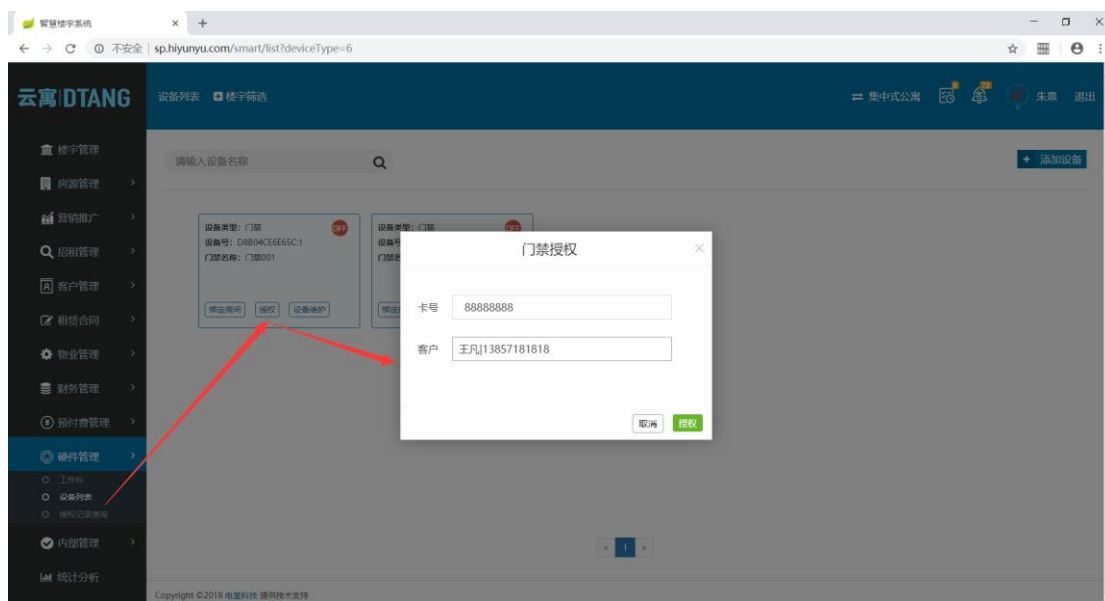 智慧楼宇系统
不安全 | sp.hiyunyu.com/smart/list?deviceType=6
云寓|DTANG
设备列表 楼宇筛选
集中式公寓 朱熹 退出
楼宇管理
请输入设备名称
+ 添加设备
房源管理
营销推广
招租管理
客户管理
租赁合同
物业管理
财务管理
预付费管理
硬件管理
工作台
设备列表
授权记录查询
内部管理
统计分析
设备类型：门禁
OFF
设备号：D8B04CE6E65C:1
门禁名称：门禁001
绑定房间 授权 设备维护
设备类型：门禁
门禁授权
卡号 88888888
客户 王凡|13857181818
取消 授权
« 1 »
Copyright ©2018 电篮科技 提供技术支持